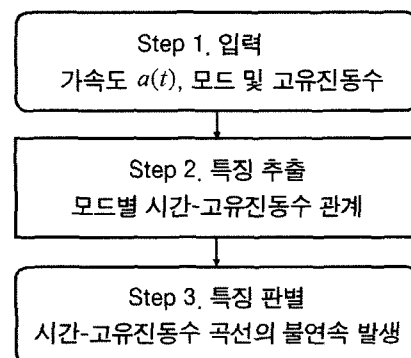 Step 1. 입력
가속도 a(t), 모드 및 고유진동수
Step 2. 특징 추출
모드별 시간-고유진동수 관계
Step 3. 특징 판별
시간-고유진동수 곡선의 불연속 발생